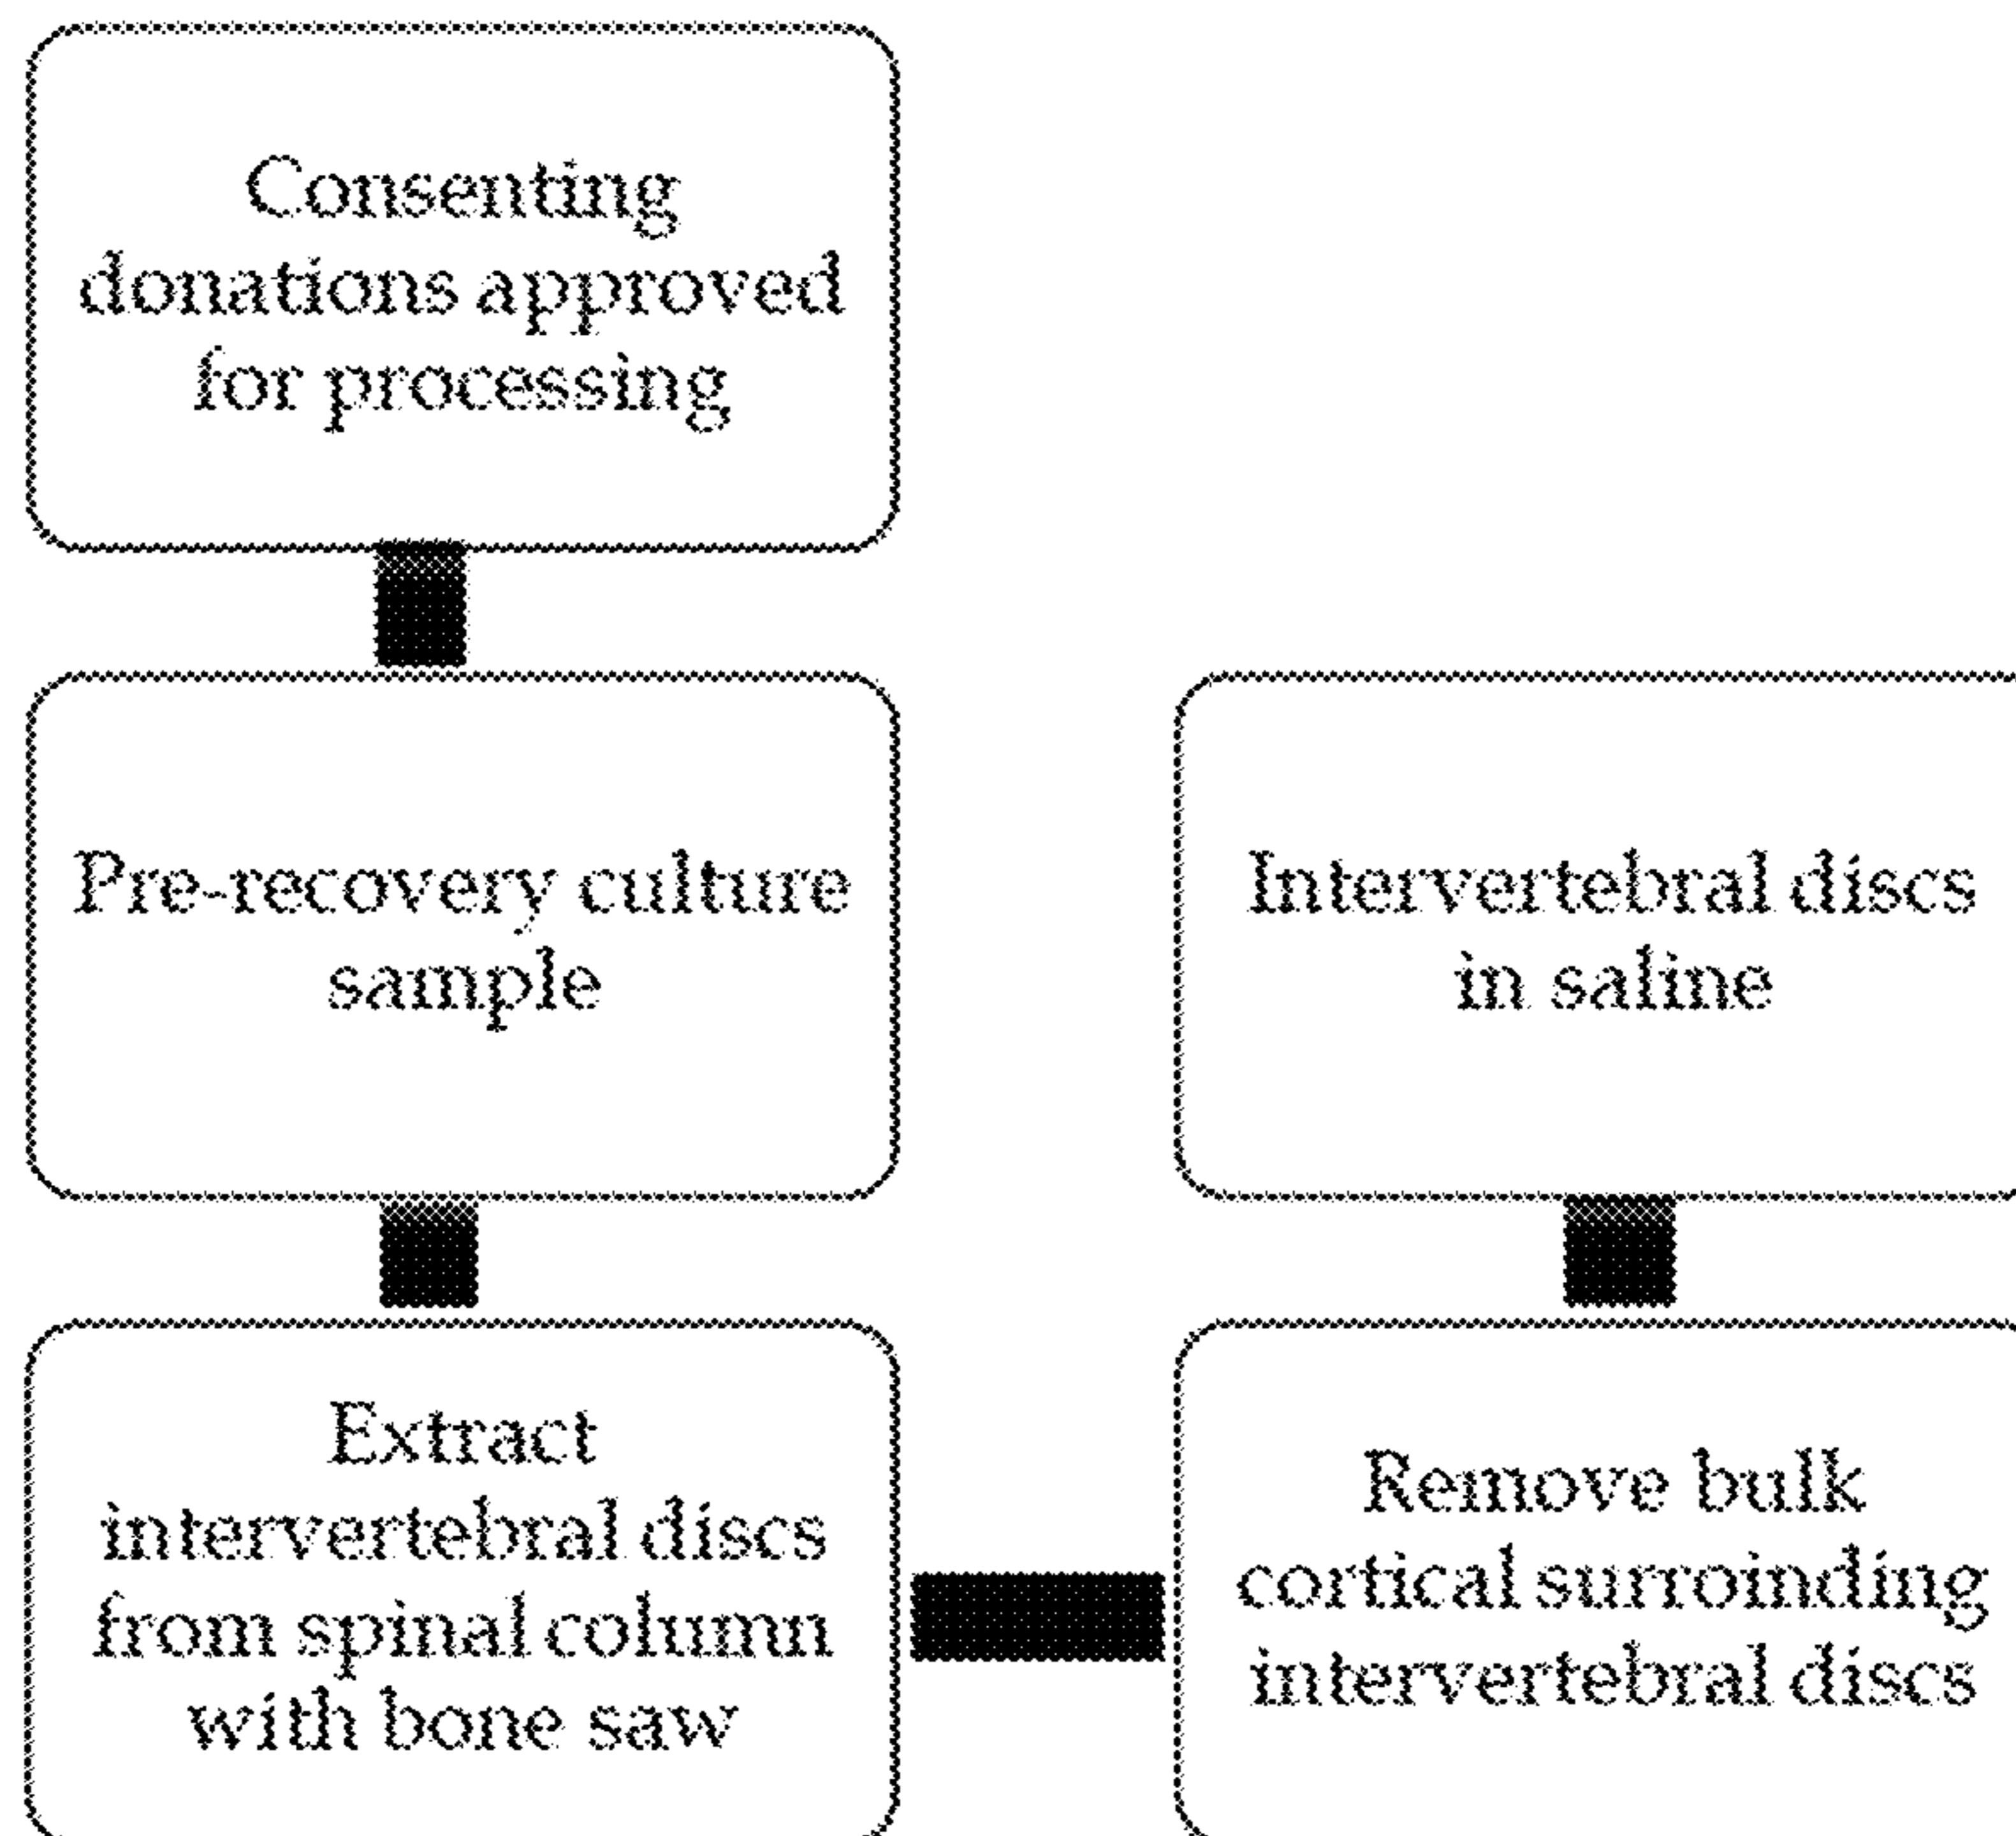 Consenting
donations approved
for processing
Pre-recovery culture
sample
Extract
intervertebral discs
from spinal column
with bone saw
Remove bulk
cortical surroinding
intervertebral discs
Intervertebral discs
in saline